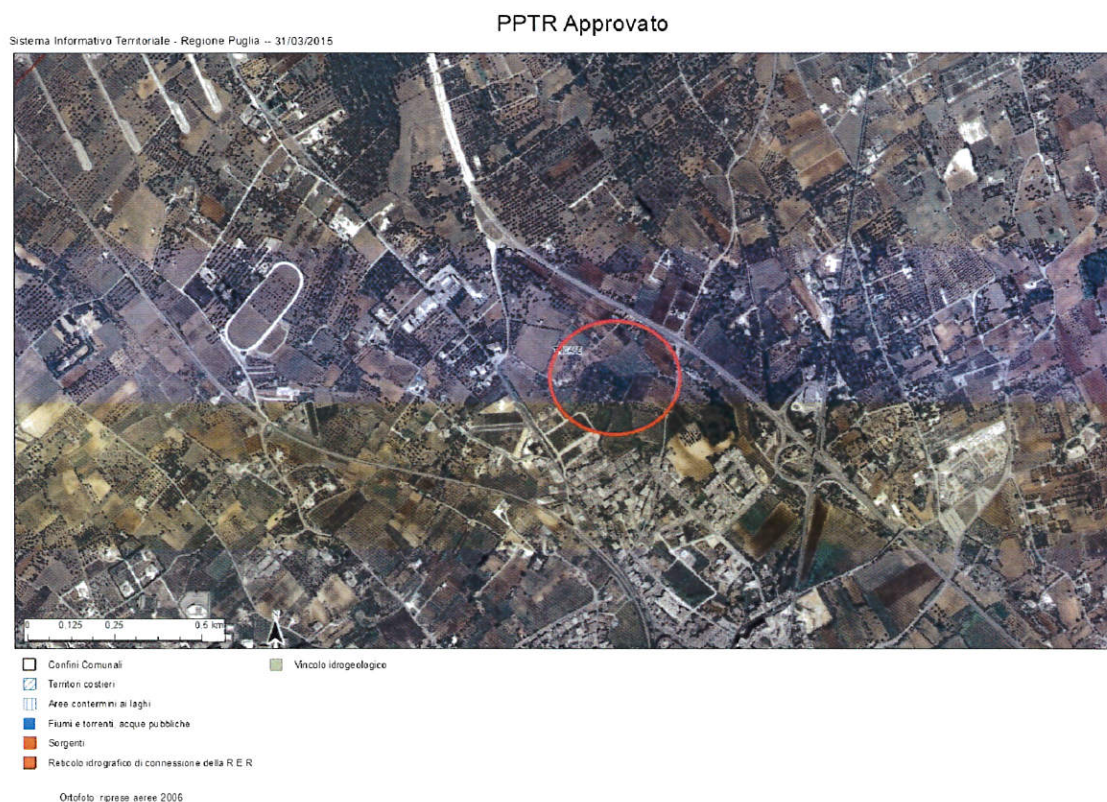 PPTR Approvato
Sistema Informativo Territoriale - Regione Puglia -- 31/03/2015
N
0 0.125 0.25 0.5 km
Confini Comunali
Vincolo idrogeologico
Territori costieri
Aree contermini ai laghi
Fiumi e torrenti, acque pubbliche
Sorgenti
Reticolo idrografico di connessione della R E R
Ortofoto riprese aeree 2006